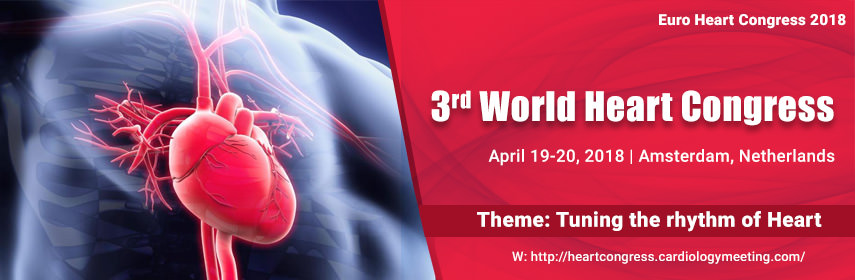 Euro Heart Congress 2018
3rd World Heart Congress
April 19-20, 2018 | Amsterdam, Netherlands
Theme: Tuning the rhythm of Heart
W: http://heartcongress.cardiologymeeting.com/